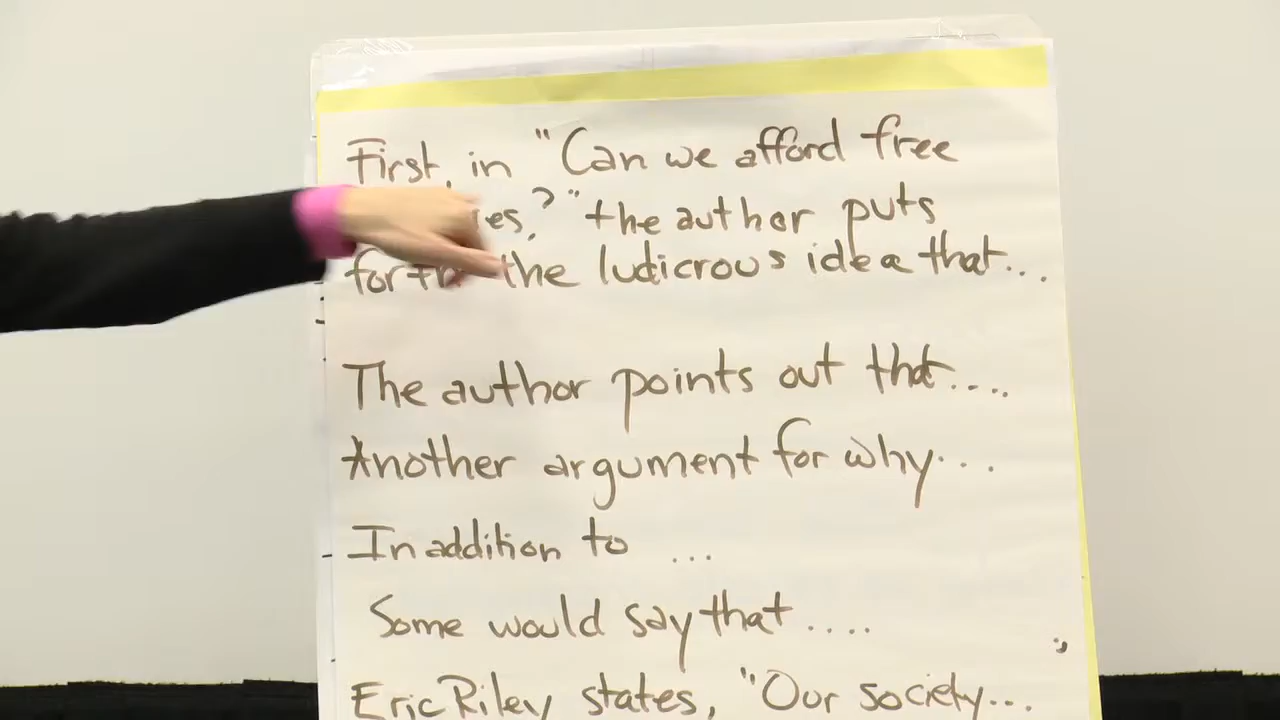 First, in "Can we afford free
?" the author puts
forth the ludicrous idea that...
The author points out that....
Another argument for why...
In addition to ...
Some would say that ....
Eric Riley states, "Our society...